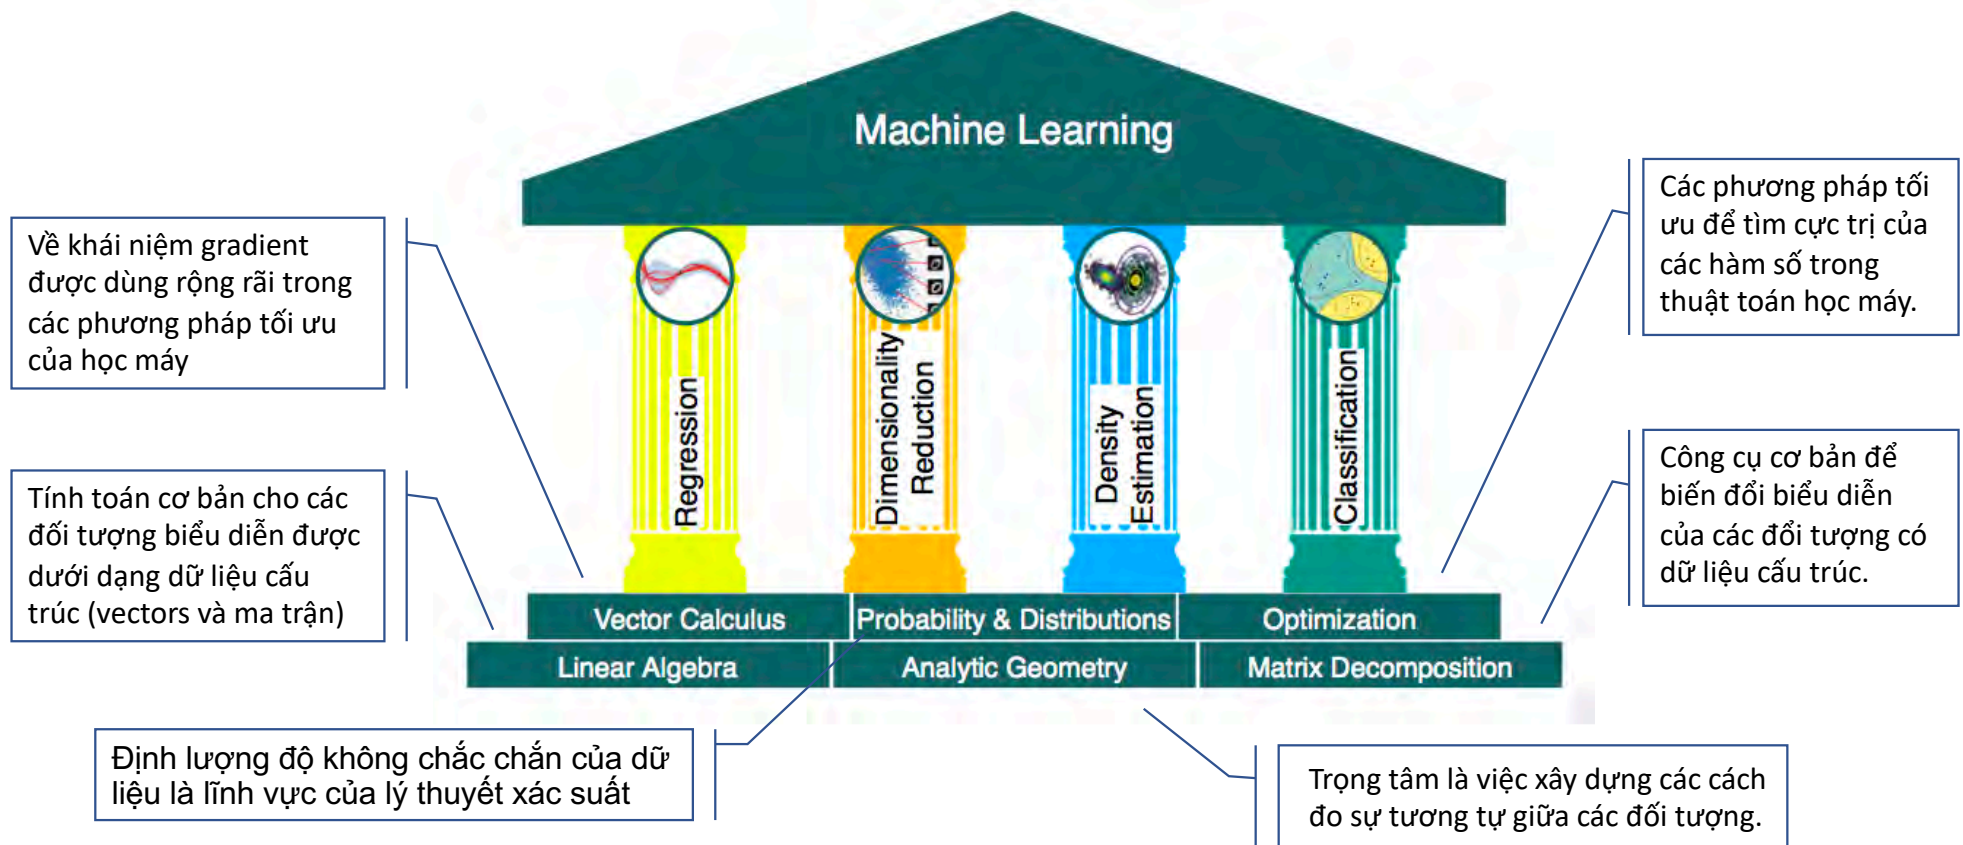 Machine Learning
Về khái niệm gradient
được dùng rộng rãi trong
các phương pháp tối ưu
của học máy
Các phương pháp tối
ưu để tìm cực trị của
các hàm số trong
thuật toán học máy.
Regression
Dimensionality
Reduction
Density
Estimation
Classification
Tính toán cơ bản cho các
đối tượng biểu diễn được
dưới dạng dữ liệu cấu
trúc (vectors và ma trận)
Công cụ cơ bản để
biến đổi biểu diễn
của các đổi tượng có
dữ liệu cấu trúc.
Vector Calculus
Probability & Distributions
Optimization
Linear Algebra
Analytic Geometry
Matrix Decomposition
Định lượng độ không chắc chắn của dữ
liệu là lĩnh vực của lý thuyết xác suất
Trọng tâm là việc xây dựng các cách
đo sự tương tự giữa các đối tượng.